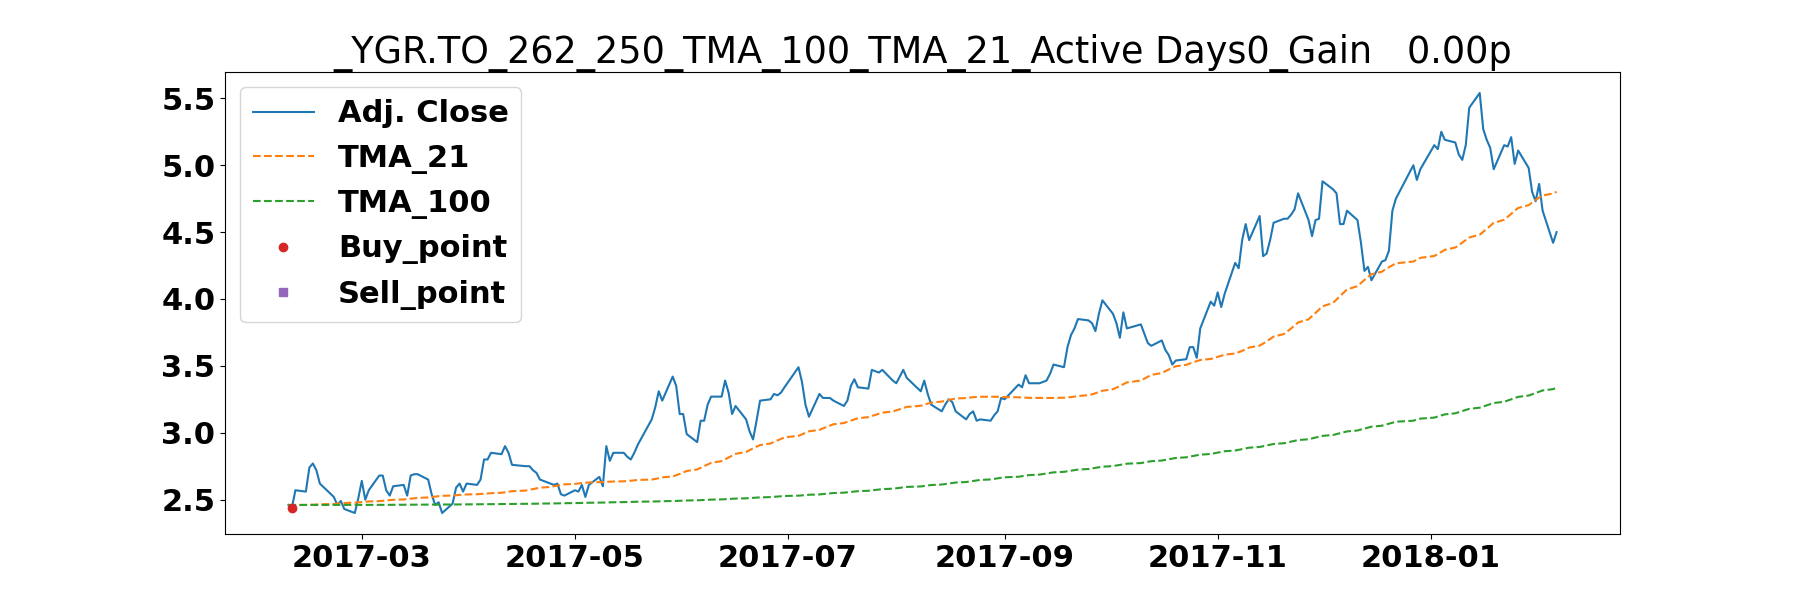 _YGR.TO_262_250_TMA_100_TMA_21_Active Days0_Gain   0.00p
5.5
5.0
4.5
4.0
3.5
3.0
2.5
Adj. Close
TMA_21
TMA_100
Buy_point
Sell_point
2017-03 2017-05 2017-07 2017-09 2017-11 2018-01